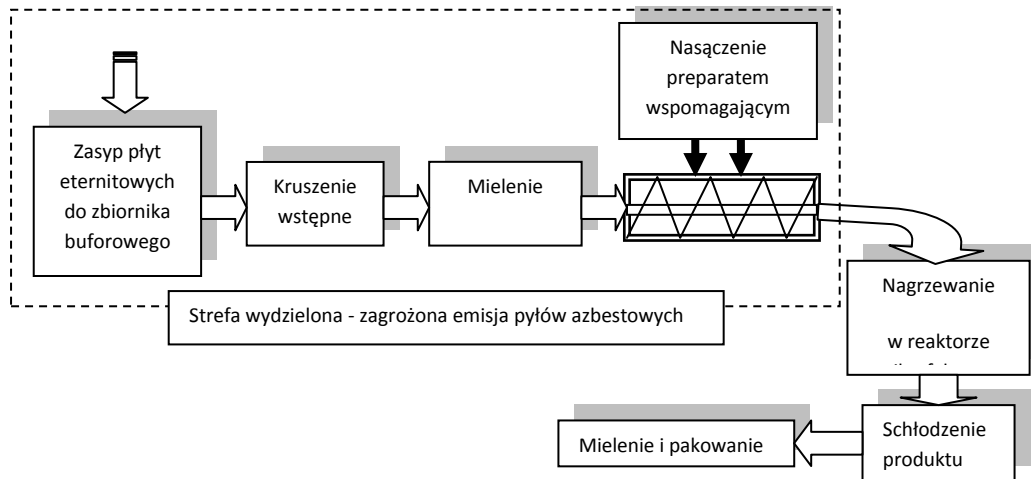 Zasyp płyt
eternitowych
do zbiornika
buforowego
Kruszenie
wstępne
Mielenie
Nasączenie
preparatem
wspomagającym
Strefa wydzielona - zagrożona emisja pyłów azbestowych
Nagrzewanie
w reaktorze
Schłodzenie
produktu
Mielenie i pakowanie